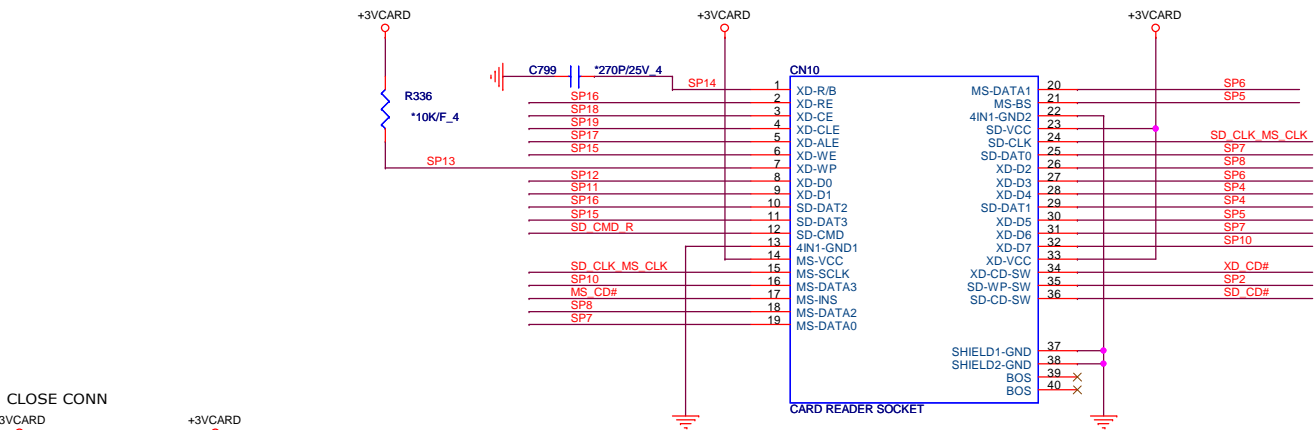 +3VCARD
+3VCARD
+3VCARD
C799
*270P/25V_4
CN10
R336
*10K/F_4
SP14
1
XD-R/B
SP16
2
XD-RE
SP18
3
XD-CE
SP19
4
XD-CLE
SP17
5
XD-ALE
SP15
6
XD-WE
SP13
7
XD-WP
SP12
8
XD-D0
SP11
9
XD-D1
SP16
10
SD-DAT2
SP15
11
SD-DAT3
SD_CMD_R
12
SD-CMD
13
4IN1-GND1
14
MS-VCC
SD_CLK_MS_CLK
15
MS-SCLK
SP10
16
MS-DATA3
MS_CD#
17
MS-INS
SP8
18
MS-DATA2
SP7
19
MS-DATA0
MS-DATA1
20
SP6
MS-BS
21
SP5
4IN1-GND2
22
SD-VCC
23
SD-CLK
24
SD_CLK_MS_CLK
SD-DAT0
25
SP7
XD-D2
26
SP8
XD-D3
27
SP6
XD-D4
28
SP4
SD-DAT1
29
SP4
XD-D5
30
SP5
XD-D6
31
SP7
XD-D7
32
SP10
XD-VCC
33
XD-CD-SW
34
XD_CD#
SD-WP-SW
35
SP2
SD-CD-SW
36
SD_CD#
SHIELD1-GND
37
SHIELD2-GND
38
BOS
39
BOS
40
CARD READER SOCKET
CLOSE CONN
3VCARD
+3VCARD